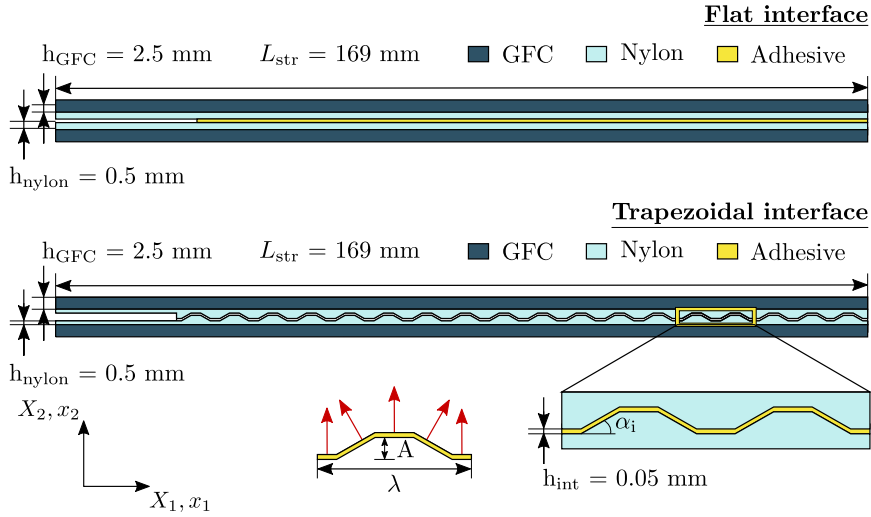 Flat interface
h_GFC = 2.5 mm L_str = 169 mm GFC Nylon Adhesive
h_nylon = 0.5 mm
Trapezoidal interface
h_GFC = 2.5 mm L_str = 169 mm GFC Nylon Adhesive
h_nylon = 0.5 mm
X_2, x_2
A
α_i
λ
h_int = 0.05 mm
X_1, x_1